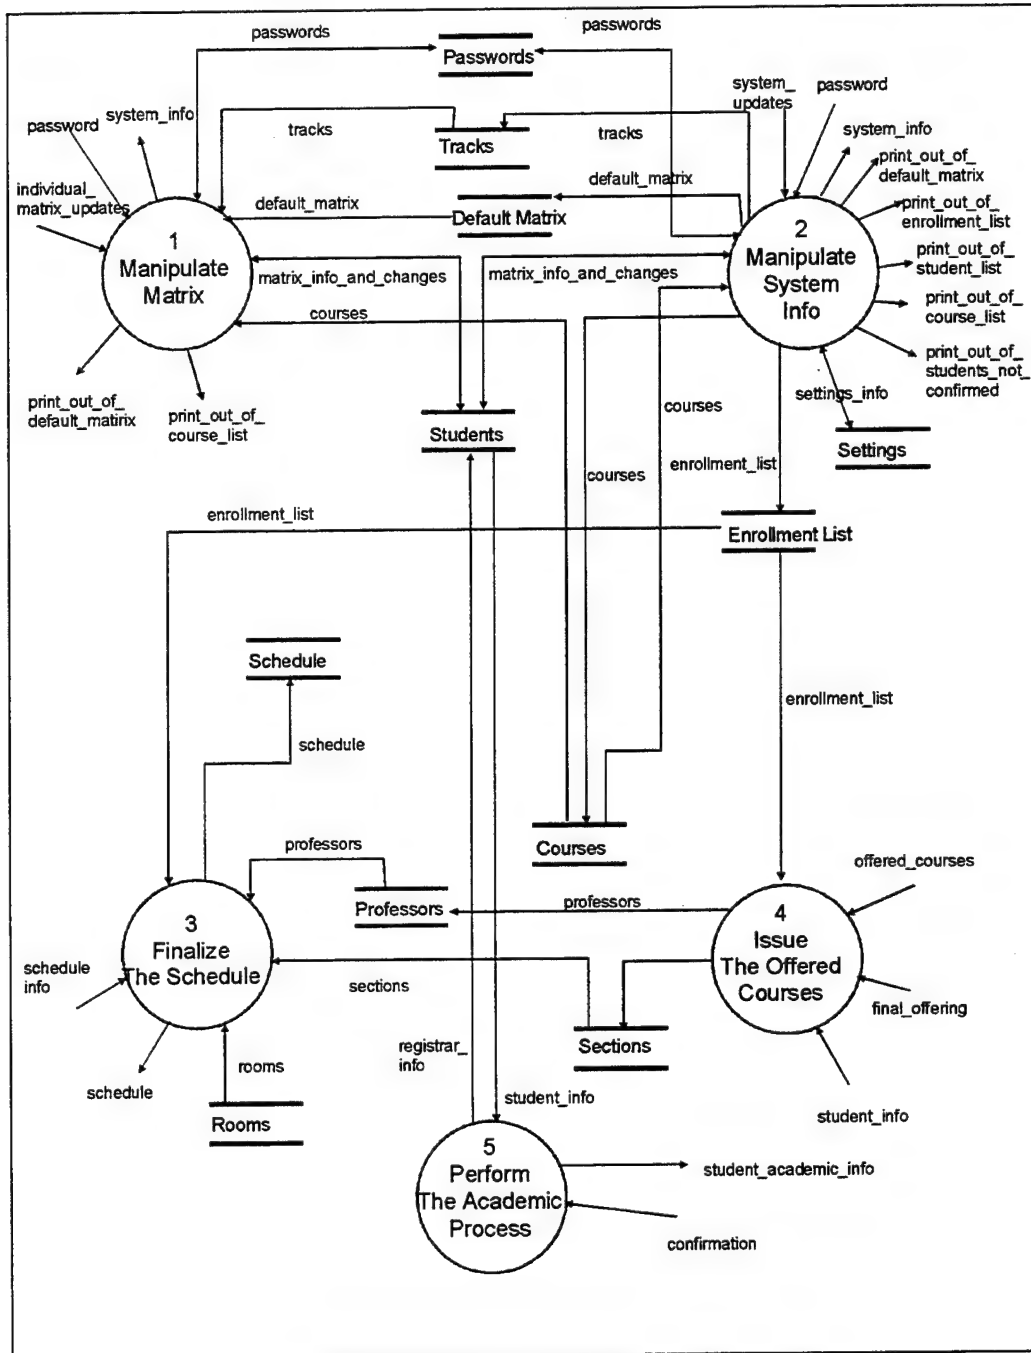 passwords
passwords
Passwords
system_
updates
password
system_info
password
tracks
Tracks
tracks
system_info
print_out_of_
default_matrix
individual_
matrix_updates
default_matrix
Default Matrix
default_matrix
print_out_of_
enrollment_list
1
Manipulate
Matrix
2
Manipulate
System
Info
print_out_of_
student_list
matrix_info_and_changes
matrix_info_and_changes
courses
print_out_of_
course_list
print_out_of_
students_not_
confirmed
print_out_of_
default_matirix
print_out_of_
course_list
settings_info
courses
Students
Settings
courses
enrollment_list
enrollment_list
Enrollment List
Schedule
enrollment_list
schedule
professors
Courses
offered_courses
Professors
professors
3
Finalize
The Schedule
4
Issue
The Offered
Courses
schedule
info
sections
final_offering
registrar_
info
Sections
schedule
rooms
Rooms
student_info
student_info
5
Perform
The Academic
Process
student_academic_info
confirmation